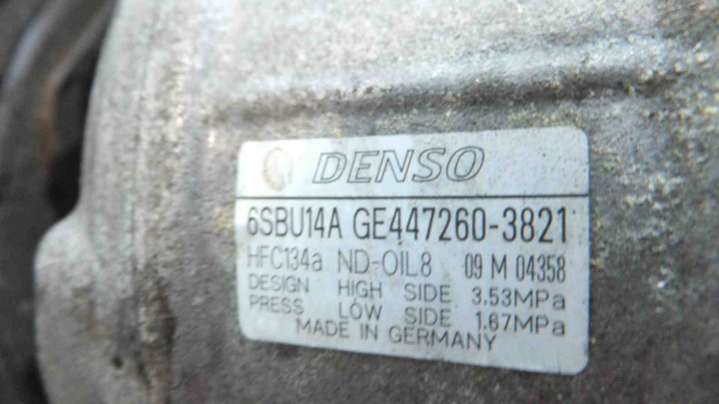 DENSO
6SBU14A GE447260-3821
HFC134a ND-OIL8 09 M 04358
DESIGN HIGH SIDE 3.53MPa
PRESS LOW SIDE 1.67MPa
MADE IN GERMANY